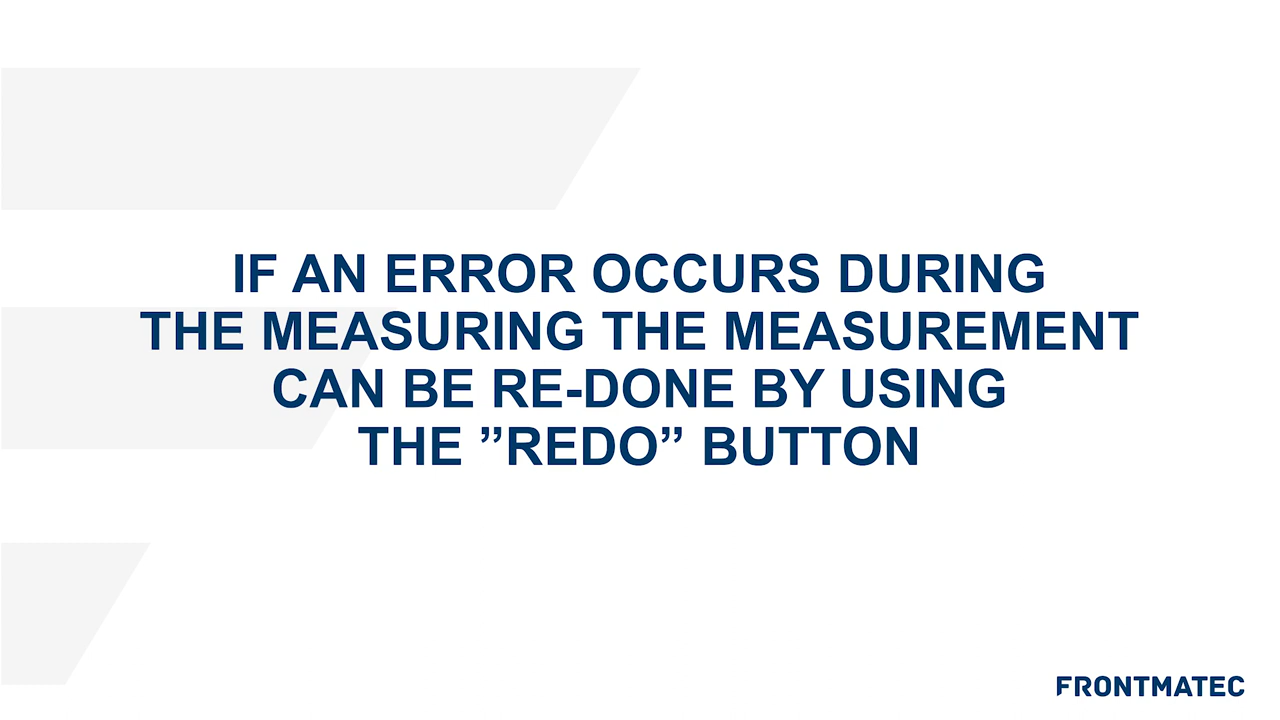 IF AN ERROR OCCURS DURING
THE MEASURING THE MEASUREMENT
CAN BE RE-DONE BY USING
THE ”REDO” BUTTON
FRONTMATEC